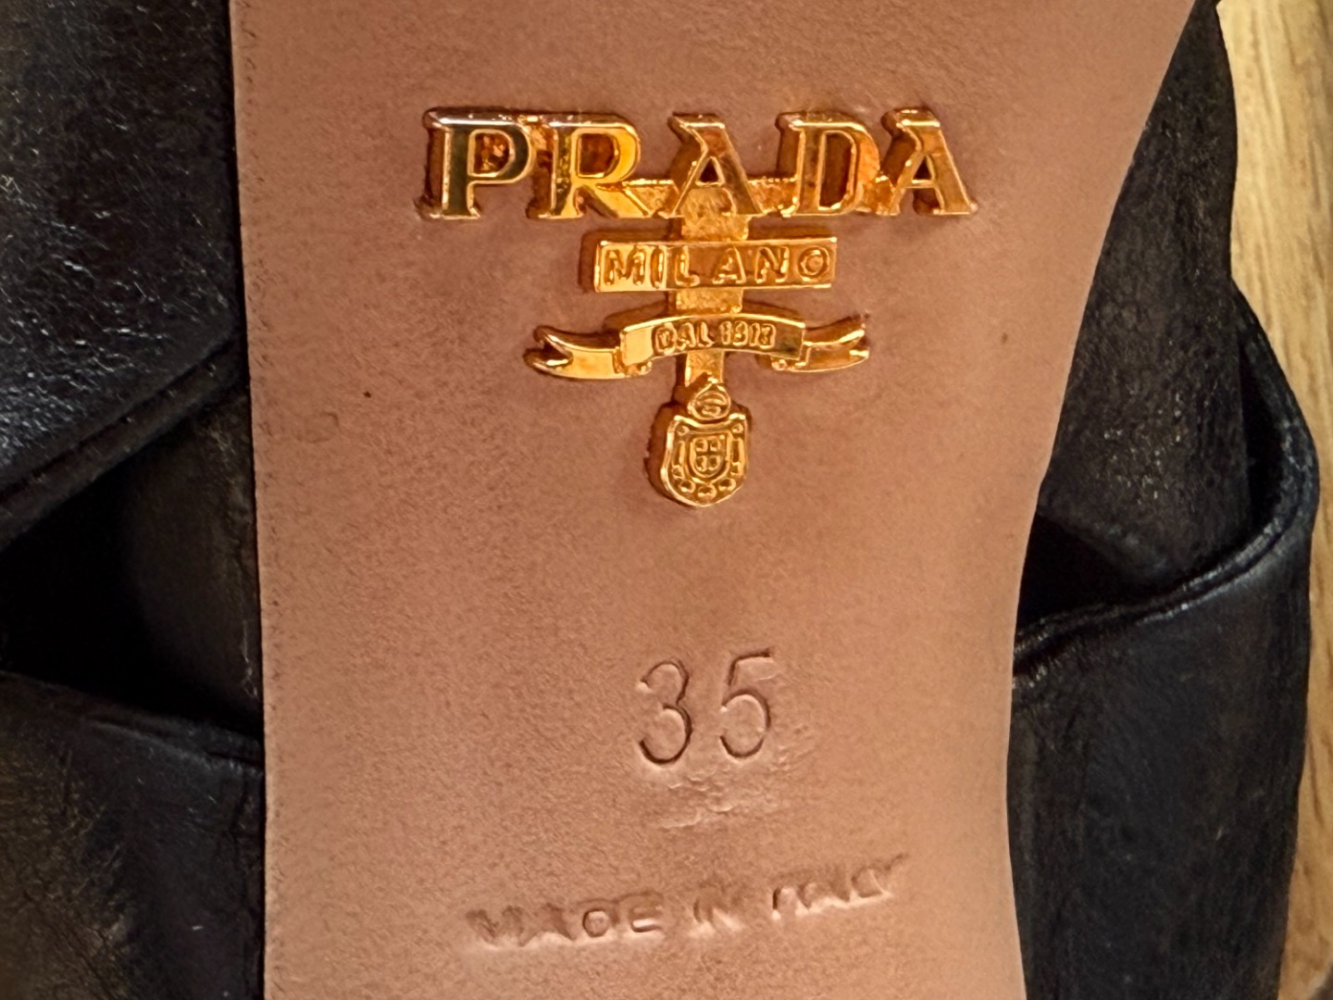 PRADA
MILANO
DAL 1913
35
MADE IN ITALY